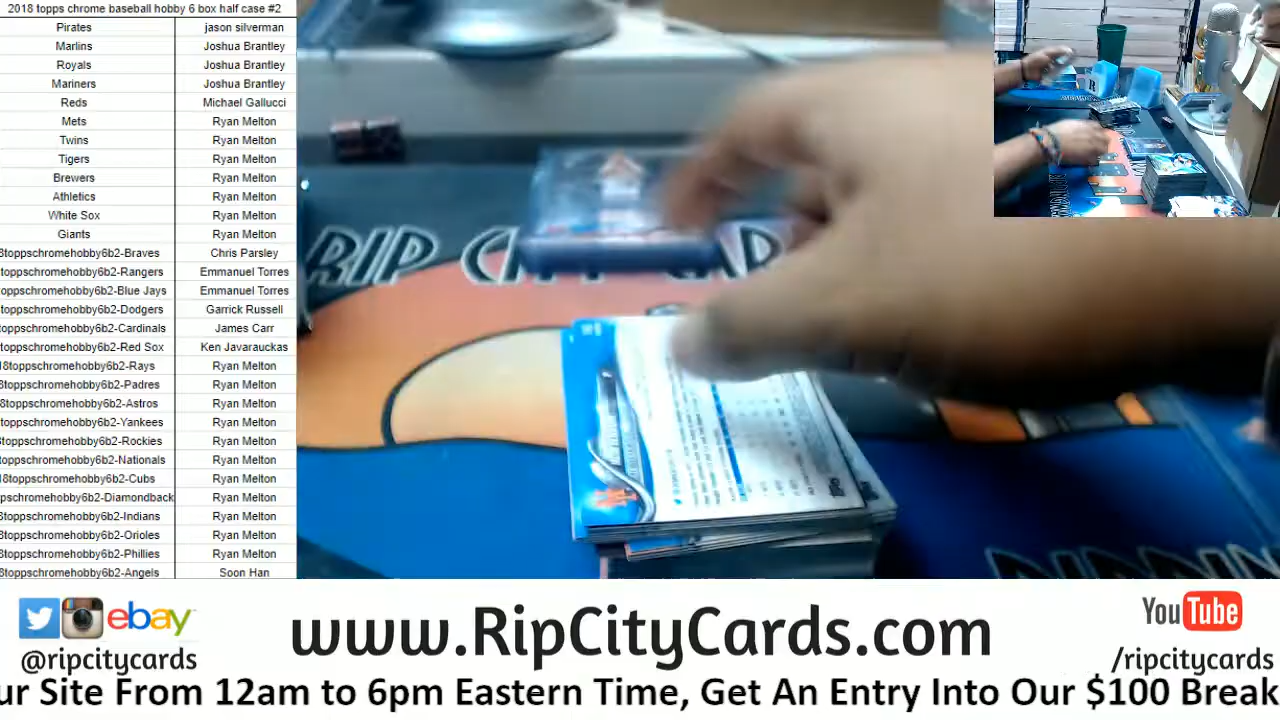 2018 topps chrome baseball hobby 6 box half case #2
Pirates jason silverman
Marlins Joshua Brantley
Royals Joshua Brantley
Mariners Joshua Brantley
Reds Michael Gallucci
Mets Ryan Melton
Twins Ryan Melton
Tigers Ryan Melton
Brewers Ryan Melton
Athletics Ryan Melton
White Sox Ryan Melton
Giants Ryan Melton
8toppschromehobby6b2-Braves Chris Parsley
toppschromehobby6b2-Rangers Emmanuel Torres
oppschromehobby6b2-Blue Jays Emmanuel Torres
toppschromehobby6b2-Dodgers Garrick Russell
toppschromehobby6b2-Cardinals James Carr
toppschromehobby6b2-Red Sox Ken Javarauckas
18toppschromehobby6b2-Rays Ryan Melton
8toppschromehobby6b2-Padres Ryan Melton
8toppschromehobby6b2-Astros Ryan Melton
toppschromehobby6b2-Yankees Ryan Melton
8toppschromehobby6b2-Rockies Ryan Melton
toppschromehobby6b2-Nationals Ryan Melton
18toppschromehobby6b2-Cubs Ryan Melton
pschromehobby6b2-Diamondback Ryan Melton
8toppschromehobby6b2-Indians Ryan Melton
8toppschromehobby6b2-Orioles Ryan Melton
8toppschromehobby6b2-Phillies Ryan Melton
8toppschromehobby6b2-Angels Soon Han
RIP CITY CARD
ebay
@ripcitycards
www.RipCityCards.com
YouTube
/ripcitycards
ur Site From 12am to 6pm Eastern Time, Get An Entry Into Our $100 Break